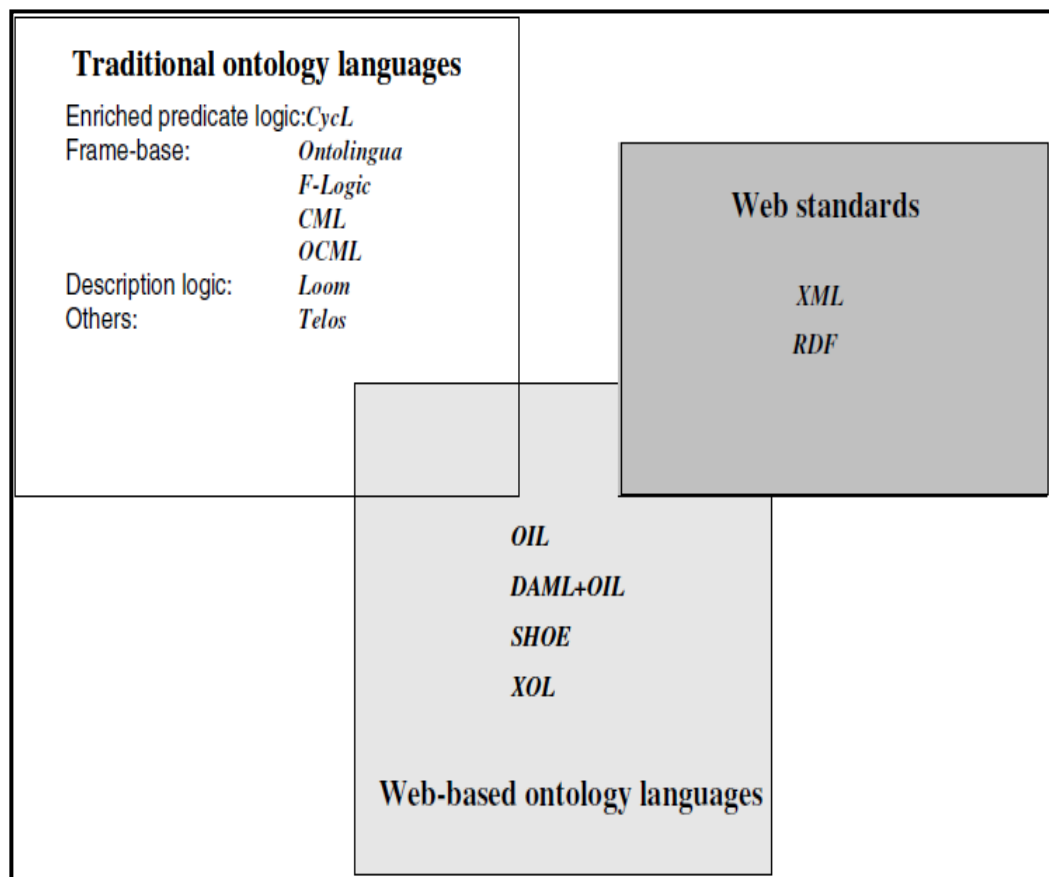 Traditional ontology languages
Enriched predicate logic:CycL
Frame-base: Ontolingua
F-Logic
CML
OCML
Description logic: Loom
Others: Telos
Web standards
XML
RDF
OIL
DAML+OIL
SHOE
XOL
Web-based ontology languages